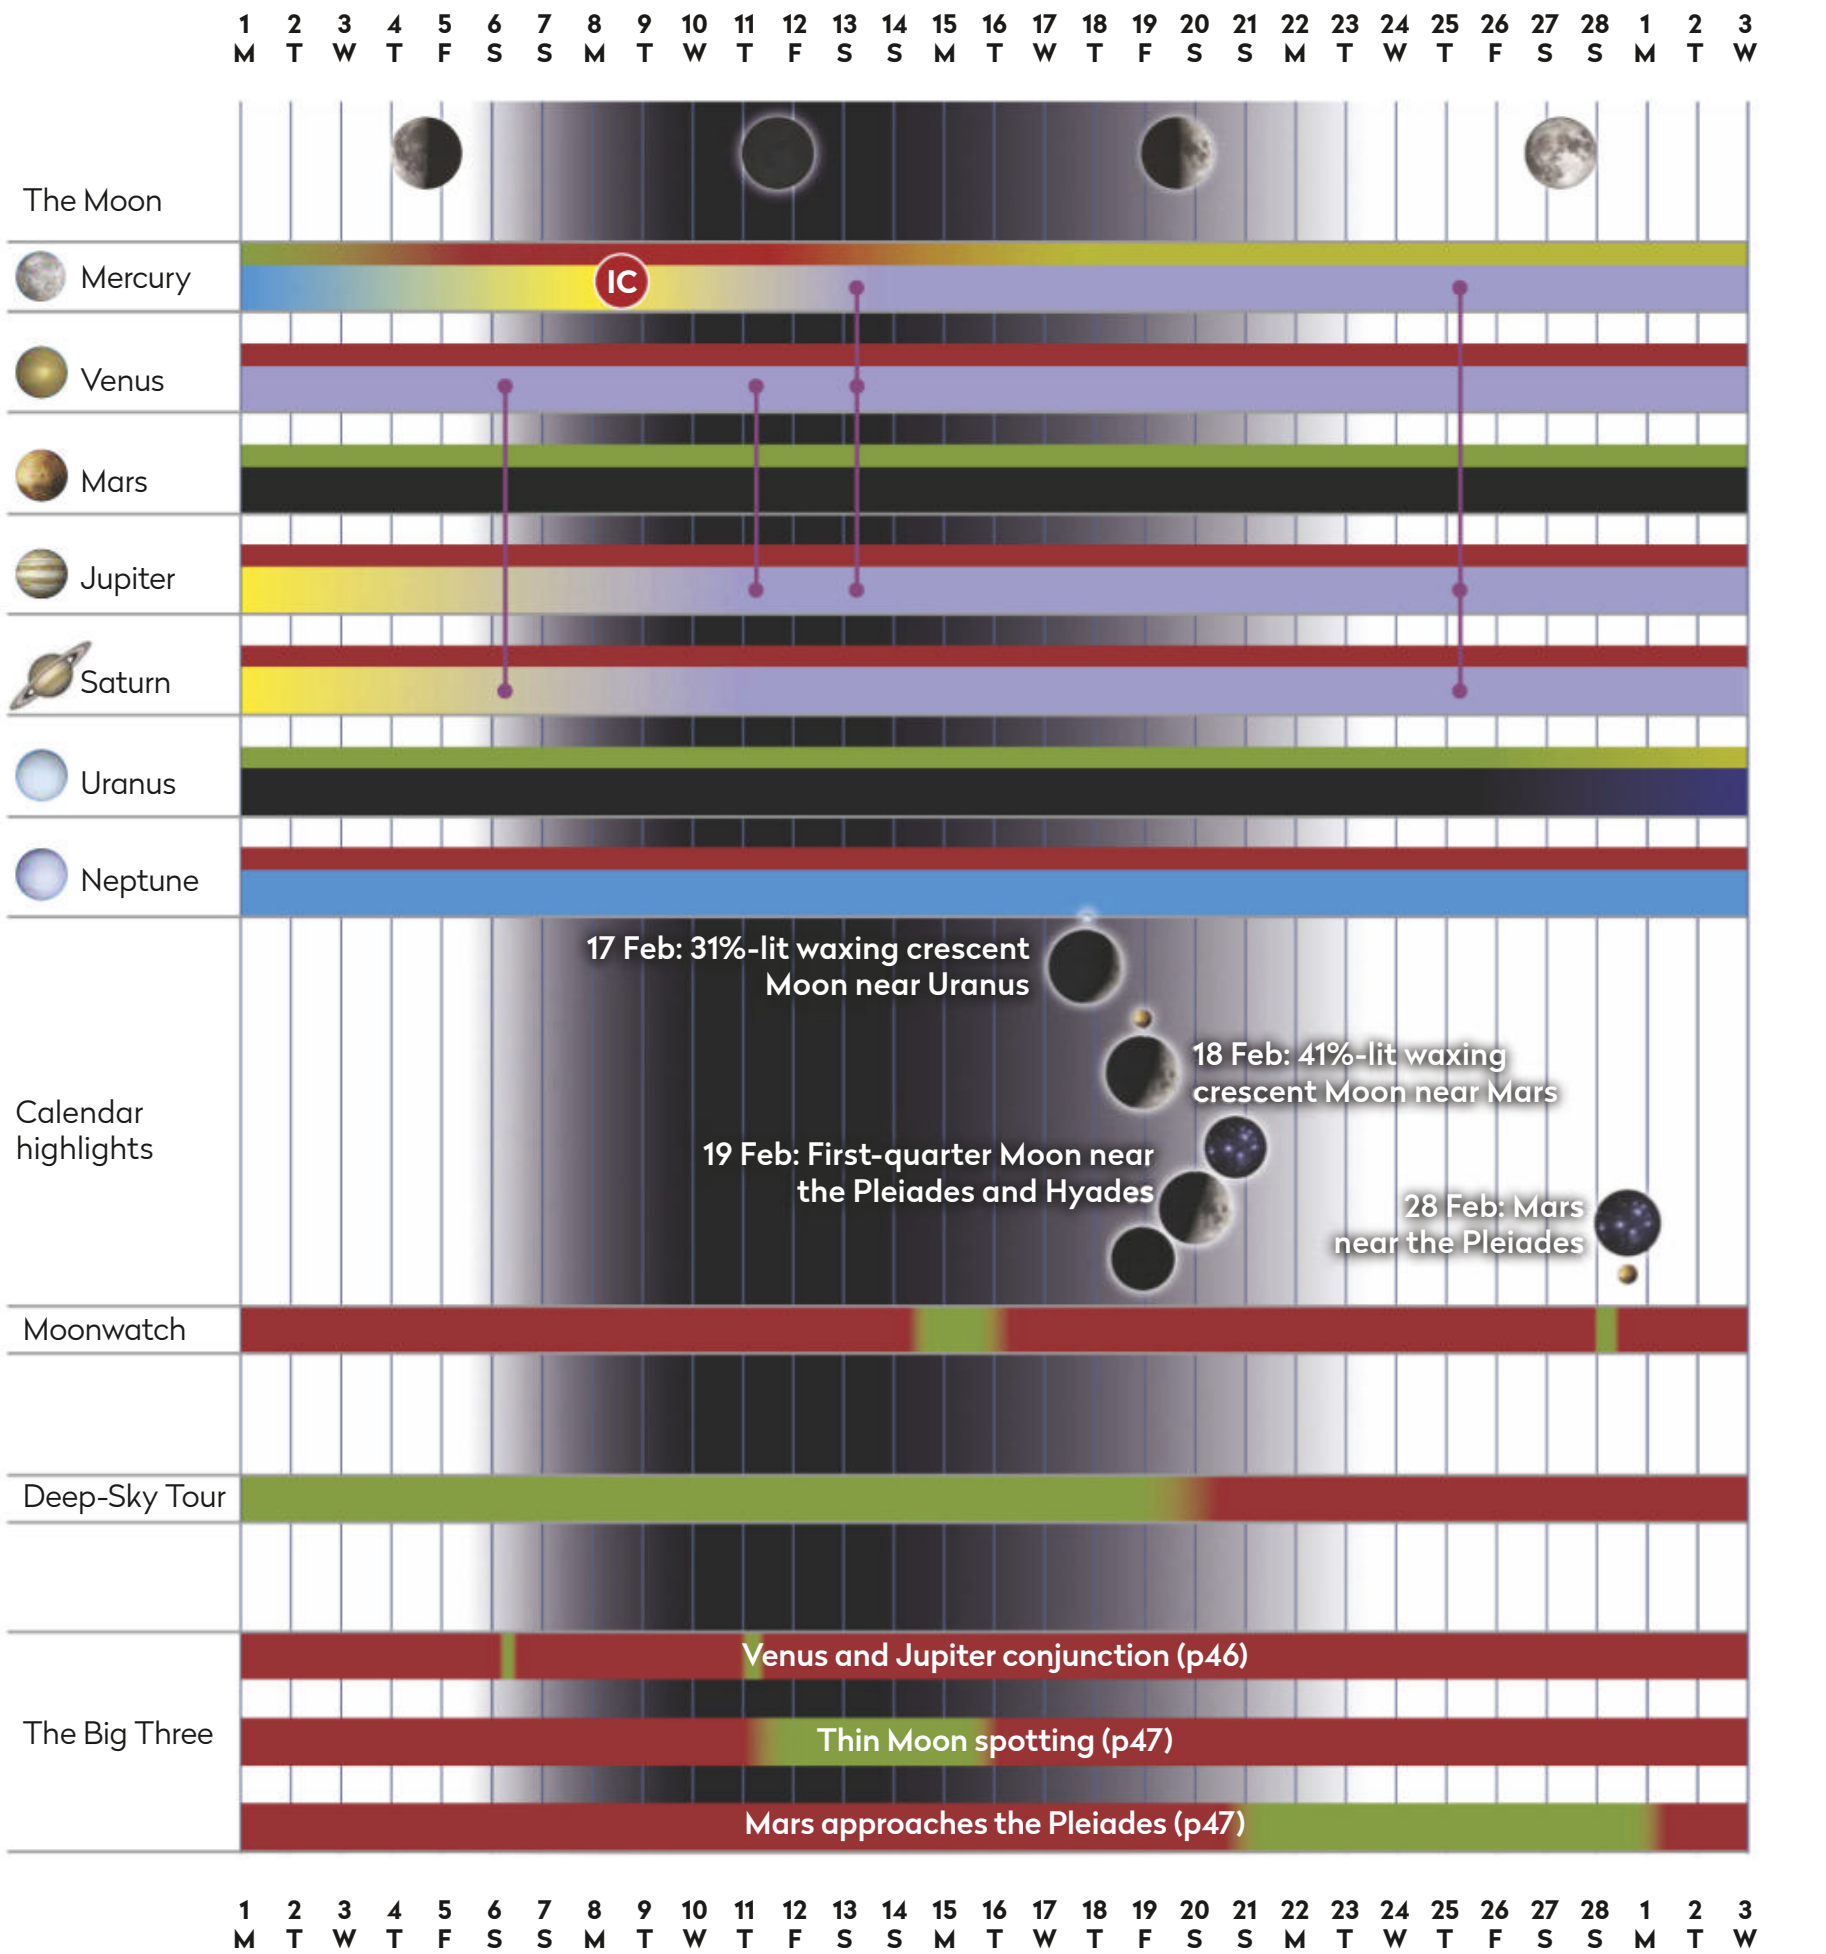 1 2 3 4 5 6 7 8 9 10 11 12 13 14 15 16 17 18 19 20 21 22 23 24 25 26 27 28 1 2 3
M T W T F S S M T W T F S S M T W T F S S M T W T F S S M T W
The Moon
Mercury
IC
Venus
Mars
Jupiter
Saturn
Uranus
Neptune
17 Feb: 31%-lit waxing crescent
Moon near Uranus
18 Feb: 41%-lit waxing
crescent Moon near Mars
Calendar
highlights
19 Feb: First-quarter Moon near
the Pleiades and Hyades
28 Feb: Mars
near the Pleiades
Moonwatch
Deep-Sky Tour
The Big Three
Venus and Jupiter conjunction (p46)
Thin Moon spotting (p47)
Mars approaches the Pleiades (p47)
1 2 3 4 5 6 7 8 9 10 11 12 13 14 15 16 17 18 19 20 21 22 23 24 25 26 27 28 1 2 3
M T W T F S S M T W T F S S M T W T F S S M T W T F S S M T W